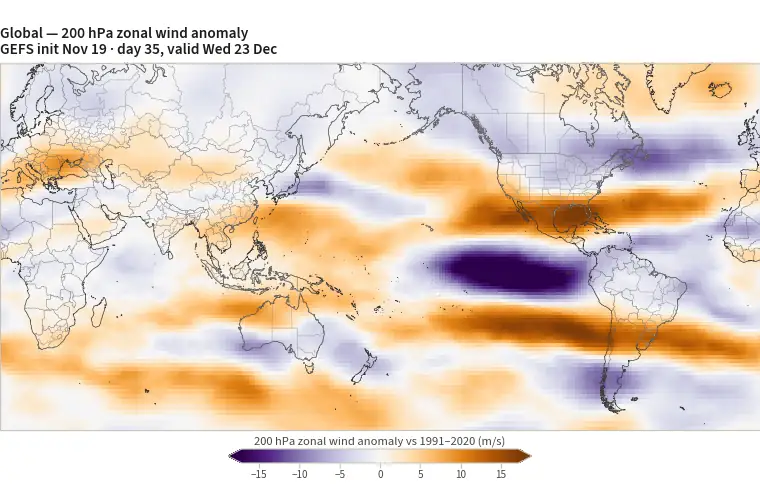 Global — 200 hPa zonal wind anomaly
GEFS init Nov 19 · day 35, valid Wed 23 Dec
200 hPa zonal wind anomaly vs 1991–2020 (m/s)
−15 −10 −5 0 5 10 15